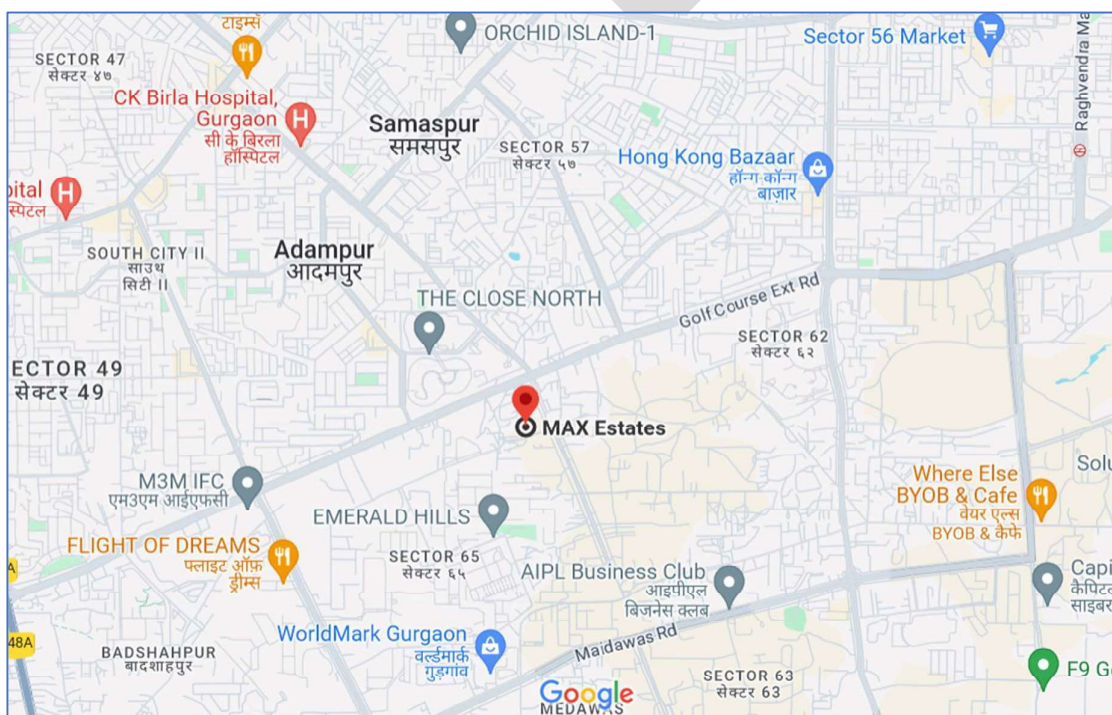 टाइम्स
ORCHID ISLAND-1
Sector 56 Market
Raghvendra Ma
SECTOR 47
सेक्टर ४७
CK Birla Hospital,
Gurgaon
सी के बिरला
हॉस्पिटल
Samaspur
समसपुर
SECTOR 57
सेक्टर ५७
Hong Kong Bazaar
हॉन्ग कॉन्ग
बाज़ार
pital
स्पिटल
SOUTH CITY II
साउथ
सिटी II
Adampur
आदमपुर
THE CLOSE NORTH
Golf Course Ext Rd
SECTOR 62
सेक्टर ६२
ECTOR 49
सेक्टर 49
MAX Estates
M3M IFC
एम3एम आईएफसी
Where Else
BYOB & Cafe
वेयर एल्स
BYOB & कैफे
Solu
EMERALD HILLS
FLIGHT OF DREAMS
फ्लाइट ऑफ़
ड्रीम्स
SECTOR 65
सेक्टर ६५
AIPL Business Club
आइपीएल
बिजनेस क्लब
Capi
कैपिट
साइबर
A
48A
BADSHAHPUR
बादशाहपुर
WorldMark Gurgaon
वर्ल्डमार्क
गुड़गांव
Maidawas Rd
SECTOR 63
सेक्टर 63
F9 Go
Google
MEDAWAS